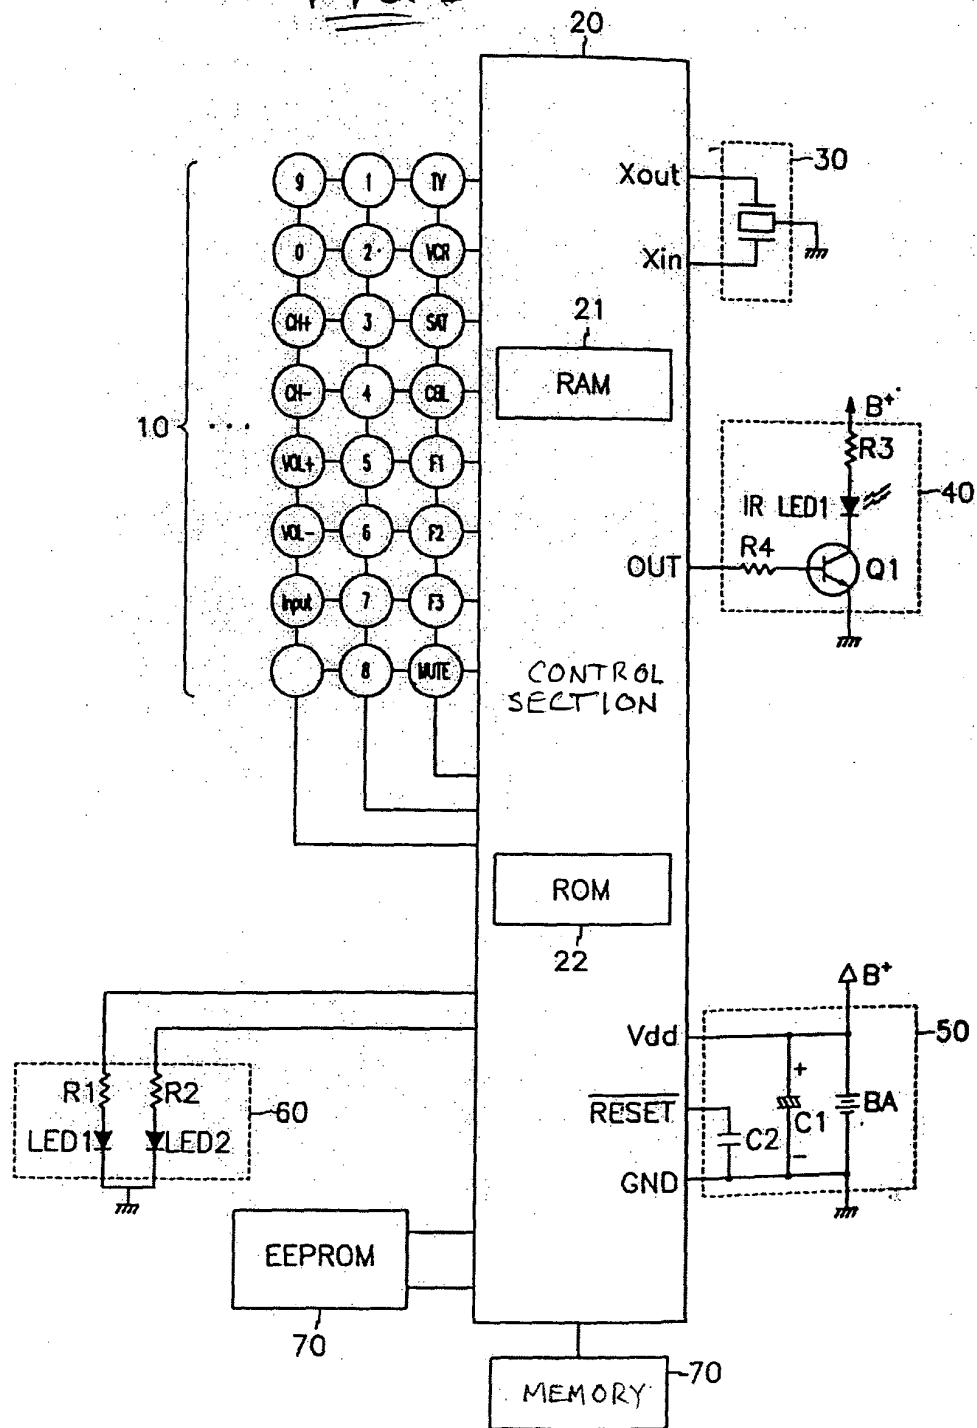 20
9 1 TV
0 2 VCR
CH+ 3 SAT
CH- 4 CBL
VOL+ 5 F1
VOL- 6 F2
Input 7 F3
8 MUTE
10
...
Xout
Xin
30
21
RAM
B+
R3
IR LED1
40
R4
OUT
Q1
CONTROL
SECTION
ROM
22
B+
Vdd
50
+
RESET
C2
C1
BA
-
GND
R1 R2
60
LED1 LED2
EEPROM
70
MEMORY
70